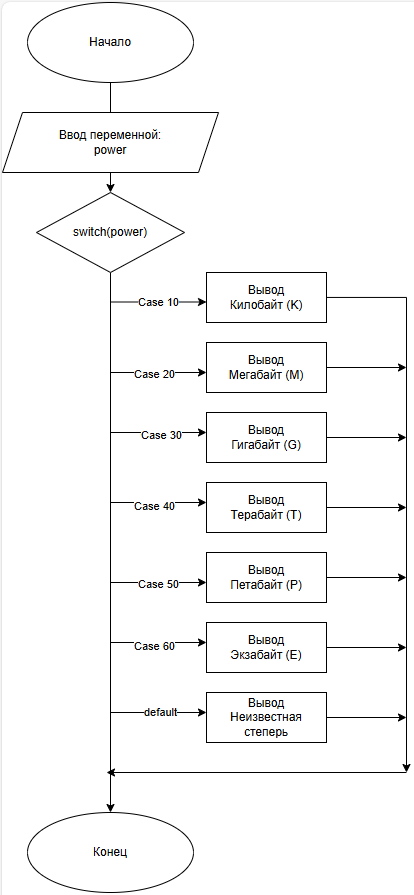 Начало
Ввод переменной:
power
switch(power)
Case 10
Вывод
Килобайт (K)
Case 20
Вывод
Мегабайт (M)
Case 30
Вывод
Гигабайт (G)
Case 40
Вывод
Терабайт (T)
Case 50
Вывод
Петабайт (P)
Case 60
Вывод
Экзабайт (E)
default
Вывод
Неизвестная
степерь
Конец